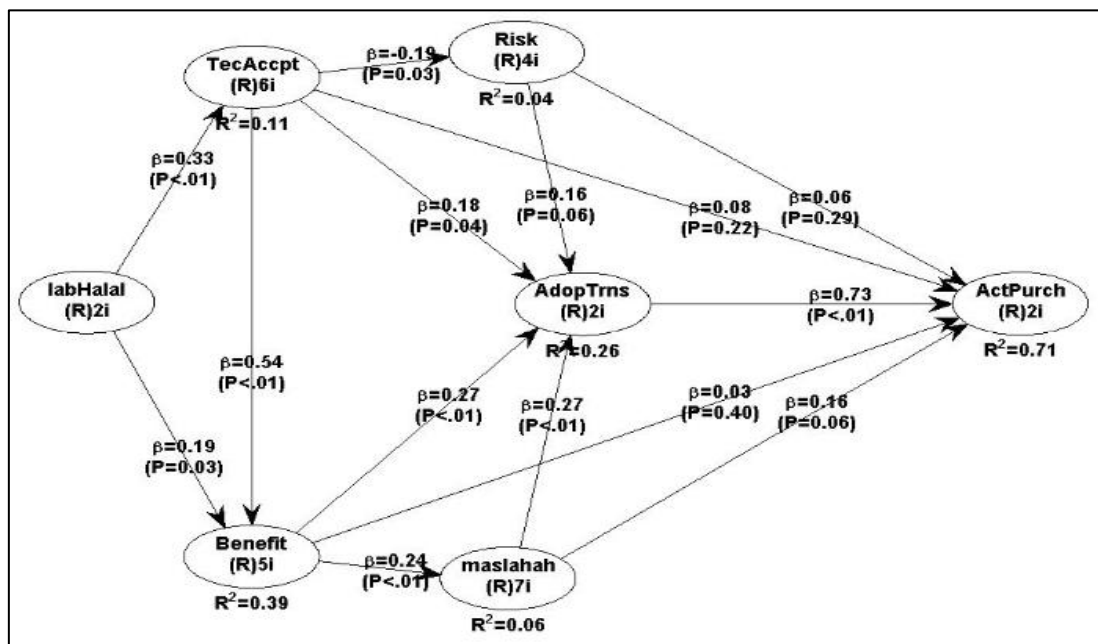 Risk
(R)4i
R²=0.04
TecAccpt
(R)6i
R²=0.11
β=-0.19
(P=0.03)
β=0.33
(P<.01)
β=0.18
(P=0.04)
β=0.16
(P=0.06)
β=0.08
(P=0.22)
β=0.06
(P=0.29)
labHalal
(R)2i
AdopTrns
(R)2i
R²=0.26
β=0.73
(P<.01)
ActPurch
(R)2i
R²=0.71
β=0.54
(P<.01)
β=0.27
(P<.01)
β=0.27
(P<.01)
β=0.03
(P=0.40)
β=0.16
(P=0.06)
β=0.19
(P=0.03)
Benefit
(R)5i
R²=0.39
β=0.24
(P<.01)
maslahah
(R)7i
R²=0.06